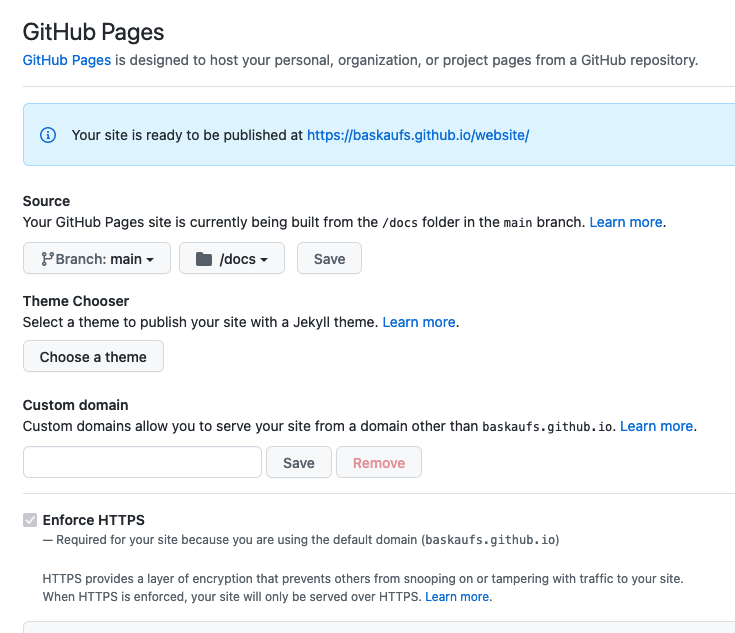 GitHub Pages
GitHub Pages is designed to host your personal, organization, or project pages from a GitHub repository.
Your site is ready to be published at https://baskaufs.github.io/website/
Source
Your GitHub Pages site is currently being built from the /docs folder in the main branch. Learn more.
Branch: main /docs Save
Theme Chooser
Select a theme to publish your site with a Jekyll theme. Learn more.
Choose a theme
Custom domain
Custom domains allow you to serve your site from a domain other than baskaufs.github.io. Learn more.
Save Remove
Enforce HTTPS
— Required for your site because you are using the default domain (baskaufs.github.io)
HTTPS provides a layer of encryption that prevents others from snooping on or tampering with traffic to your site.
When HTTPS is enforced, your site will only be served over HTTPS. Learn more.